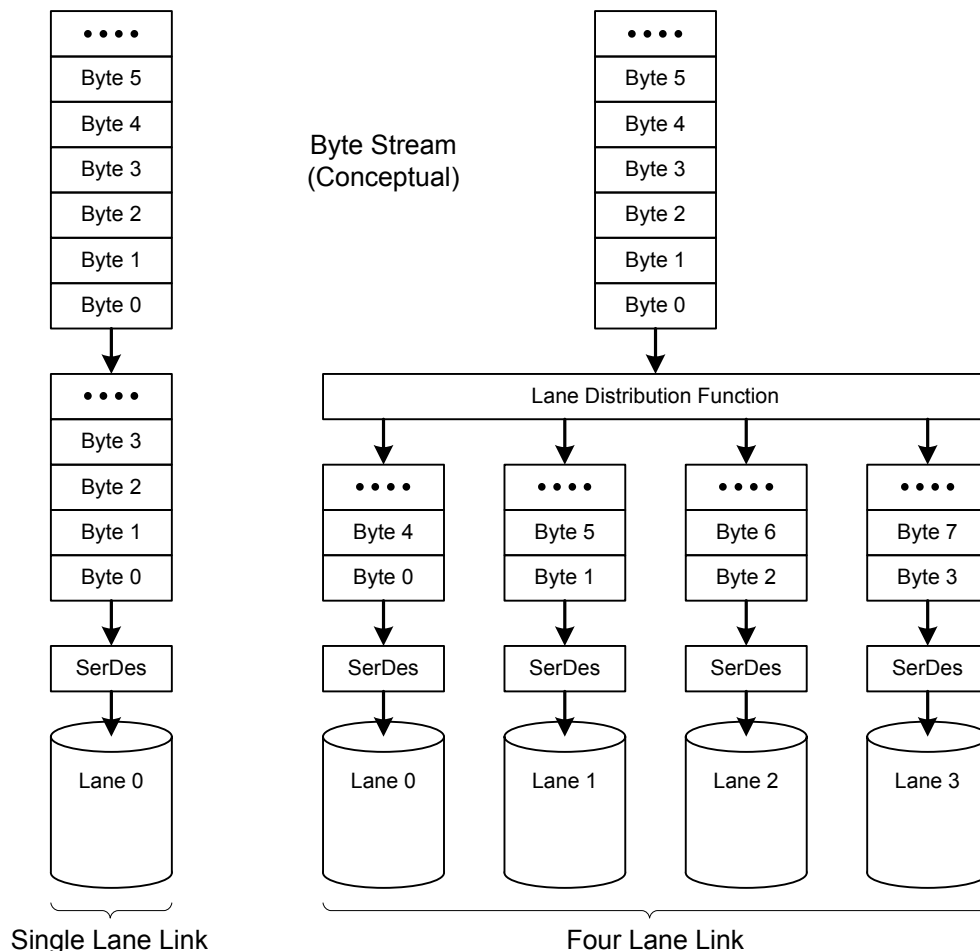 ••••
Byte 5
Byte 4
Byte 3
Byte 2
Byte 1
Byte 0
••••
Byte 3
Byte 2
Byte 1
Byte 0
SerDes
Lane 0
Single Lane Link
Byte Stream
(Conceptual)
••••
Byte 5
Byte 4
Byte 3
Byte 2
Byte 1
Byte 0
Lane Distribution Function
•••• •••• •••• ••••
Byte 4 Byte 5 Byte 6 Byte 7
Byte 0 Byte 1 Byte 2 Byte 3
SerDes SerDes SerDes SerDes
Lane 0 Lane 1 Lane 2 Lane 3
Four Lane Link